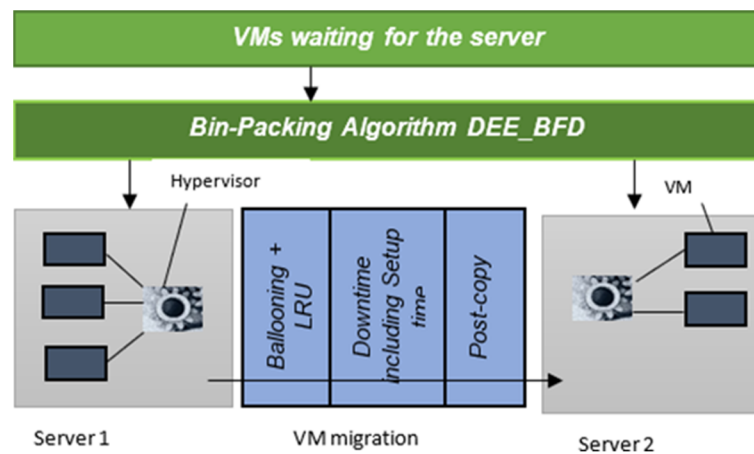 VMs waiting for the server
Bin-Packing Algorithm DEE_BFD
Hypervisor
VM
Ballooning +
LRU
Downtime
including Setup
time
Post-copy
Server 1
VM migration
Server 2